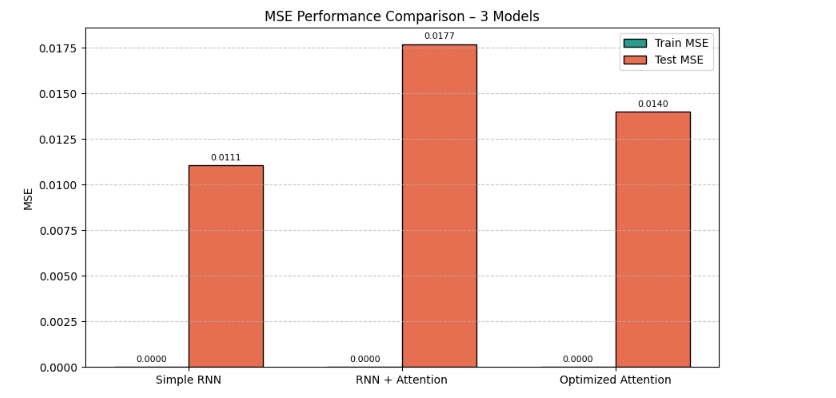 MSE Performance Comparison – 3 Models
Train MSE
Test MSE
MSE
0.0175
0.0150
0.0125
0.0100
0.0075
0.0050
0.0025
0.0000
0.0000
0.0111
0.0000
0.0177
0.0000
0.0140
Simple RNN
RNN + Attention
Optimized Attention